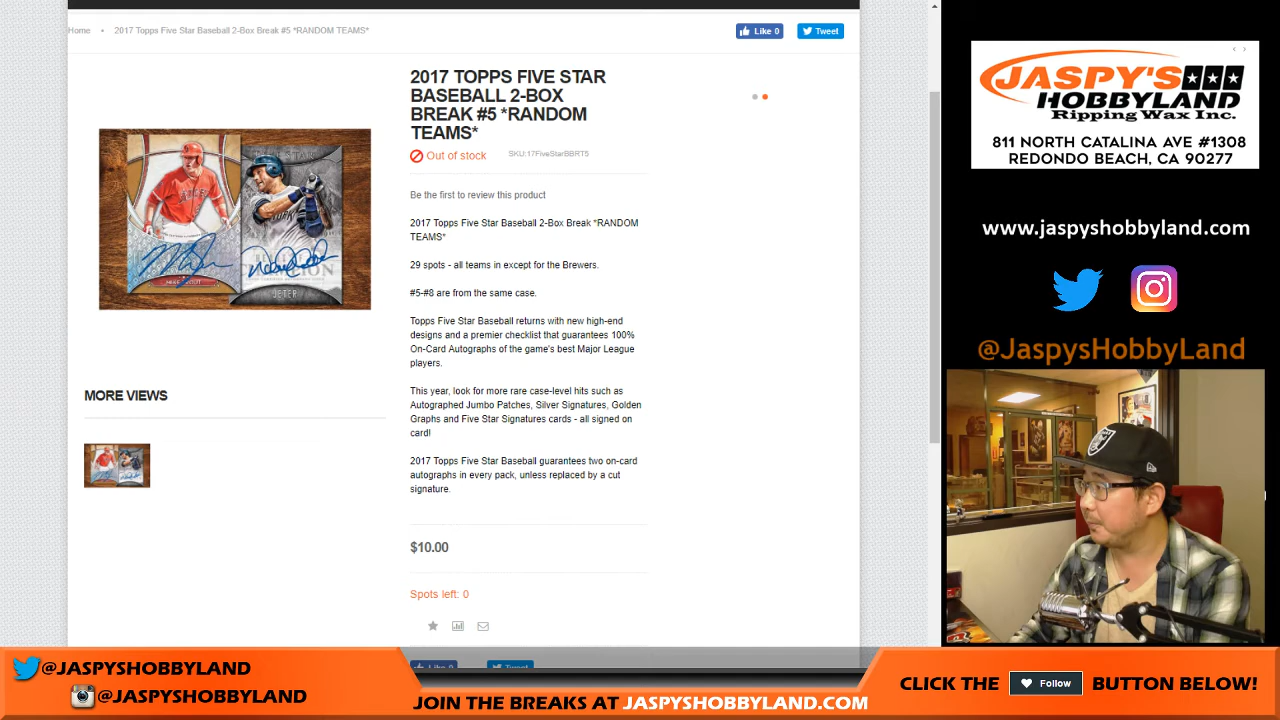 Home • 2017 Topps Five Star Baseball 2-Box Break #5 *RANDOM TEAMS*
Like 0
Tweet
2017 TOPPS FIVE STAR
BASEBALL 2-BOX
BREAK #5 *RANDOM
TEAMS*
Out of stock
SKU:17FiveStarBBRT5
Be the first to review this product
2017 Topps Five Star Baseball 2-Box Break *RANDOM
TEAMS*
29 spots - all teams in except for the Brewers.
#5-#8 are from the same case.
Topps Five Star Baseball returns with new high-end
designs and a premier checklist that guarantees 100%
On-Card Autographs of the game's best Major League
players.
This year, look for more rare case-level hits such as
Autographed Jumbo Patches, Silver Signatures, Golden
Graphs and Five Star Signatures cards - all signed on
card!
2017 Topps Five Star Baseball guarantees two on-card
autographs in every pack, unless replaced by a cut
signature.
$10.00
Spots left: 0
Like 0
Tweet
JETER
MORE VIEWS
JASPY'S
HOBBYLAND
Ripping Wax Inc.
811 NORTH CATALINA AVE #1308
REDONDO BEACH, CA 90277
www.jaspyshobbyland.com
@JaspysHobbyLand
@JASPYSHOBBYLAND
@JASPYSHOBBYLAND
JOIN THE BREAKS AT JASPYSHOBBYLAND.COM
CLICK THE Follow BUTTON BELOW!